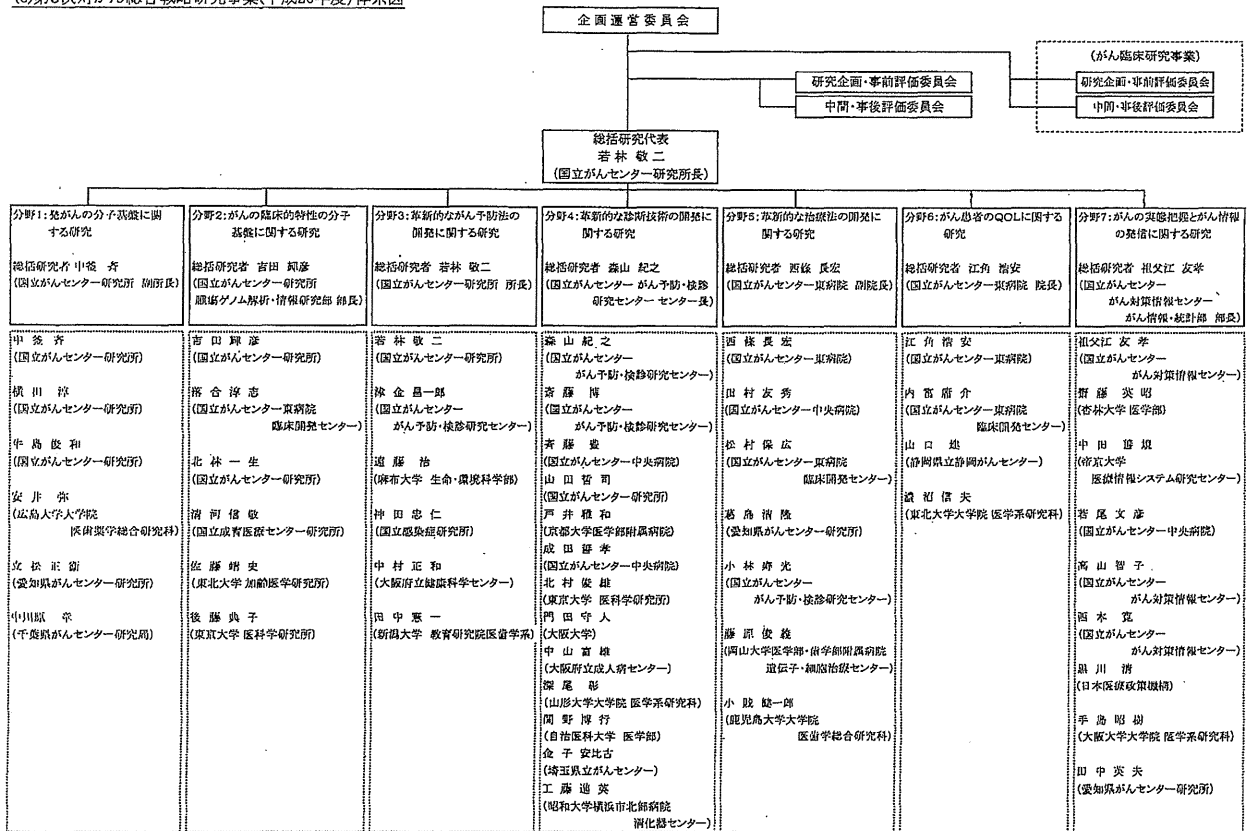 企画運営委員会
(がん臨床研究事業)
研究企画・事前評価委員会
中間・事後評価委員会
研究企画・事前評価委員会
中間・事後評価委員会
総括研究代表
若林 敬二
(国立がんセンター研究所長)
分野1:発がんの分子基盤に関
する研究
総括研究者 中釜 斉
(国立がんセンター研究所 副所長)
分野2:がんの臨床的特性の分子
基盤に関する研究
総括研究者 吉田 輝彦
(国立がんセンター研究所
腫瘍ゲノム解析・情報研究部 部長)
分野3:革新的ながん予防法の
開発に関する研究
総括研究者 若林 敬二
(国立がんセンター研究所 所長)
分野4:革新的な診断技術の開発に
関する研究
総括研究者 森山 紀之
(国立がんセンター がん予防・検診
研究センター センター長)
分野5:革新的な治療法の開発に
関する研究
総括研究者 西條 長宏
(国立がんセンター東病院 副院長)
分野6:がん患者のQOLに関する
研究
総括研究者 江角 浩安
(国立がんセンター東病院 院長)
分野7:がんの実態把握とがん情報
の発信に関する研究
総括研究者 祖父江 友孝
(国立がんセンター
がん対策情報センター
がん情報・統計部 部長)
中釜 斉
(国立がんセンター研究所)
横田 淳
(国立がんセンター研究所)
牛島 俊和
(国立がんセンター研究所)
安井 弥
(広島大学大学院
医歯薬学総合研究科)
立松 正衞
(愛知県がんセンター研究所)
中川原 章
(千葉県がんセンター研究局)
吉田 輝彦
(国立がんセンター研究所)
落合 淳志
(国立がんセンター東病院
臨床開発センター)
北林 一生
(国立がんセンター研究所)
清河 信敬
(国立成育医療センター研究所)
佐藤 靖史
(東北大学 加齢医学研究所)
後藤 典子
(東京大学 医科学研究所)
若林 敬二
(国立がんセンター研究所)
津金 昌一郎
(国立がんセンター
がん予防・検診研究センター)
遠藤 治
(麻布大学 生命・環境科学部)
神田 忠仁
(国立感染症研究所)
中村 正和
(大阪府立健康科学センター)
田中 憲一
(新潟大学 教育研究院医歯学系)
森山 紀之
(国立がんセンター
がん予防・検診研究センター)
斎藤 博
(国立がんセンター
がん予防・検診研究センター)
斉藤 豊
(国立がんセンター中央病院)
山田 哲司
(国立がんセンター研究所)
戸井 雅和
(京都大学医学部附属病院)
成田 善孝
(国立がんセンター中央病院)
北村 俊雄
(東京大学 医科学研究所)
門田 守人
(大阪大学)
中山 富雄
(大阪府立成人病センター)
深尾 彰
(山形大学大学院 医学系研究科)
間野 博行
(自治医科大学 医学部)
金子 安比古
(埼玉県立がんセンター)
工藤 進英
(昭和大学横浜市北部病院
消化器センター)
西條 長宏
(国立がんセンター東病院)
田村 友秀
(国立がんセンター中央病院)
松村 保広
(国立がんセンター東病院
臨床開発センター)
葛島 清隆
(愛知県がんセンター研究所)
小林 寿光
(国立がんセンター
がん予防・検診研究センター)
藤原 俊義
(岡山大学医学部・歯学部附属病院
遺伝子・細胞治療センター)
小戝 健一郎
(鹿児島大学大学院
医歯学総合研究科)
江角 浩安
(国立がんセンター東病院)
内富 庸介
(国立がんセンター東病院
臨床開発センター)
山口 建
(静岡県立静岡がんセンター)
濃沼 信夫
(東北大学大学院 医学系研究科)
祖父江 友孝
(国立がんセンター
がん対策情報センター)
齋藤 英昭
(杏林大学 医学部)
中田 善規
(帝京大学
医療情報システム研究センター)
若尾 文彦
(国立がんセンター中央病院)
高山 智子
(国立がんセンター
がん対策情報センター)
西本 寛
(国立がんセンター
がん対策情報センター)
黒川 清
(日本医療政策機構)
手島 昭樹
(大阪大学大学院 医学系研究科)
田中 英夫
(愛知県がんセンター研究所)